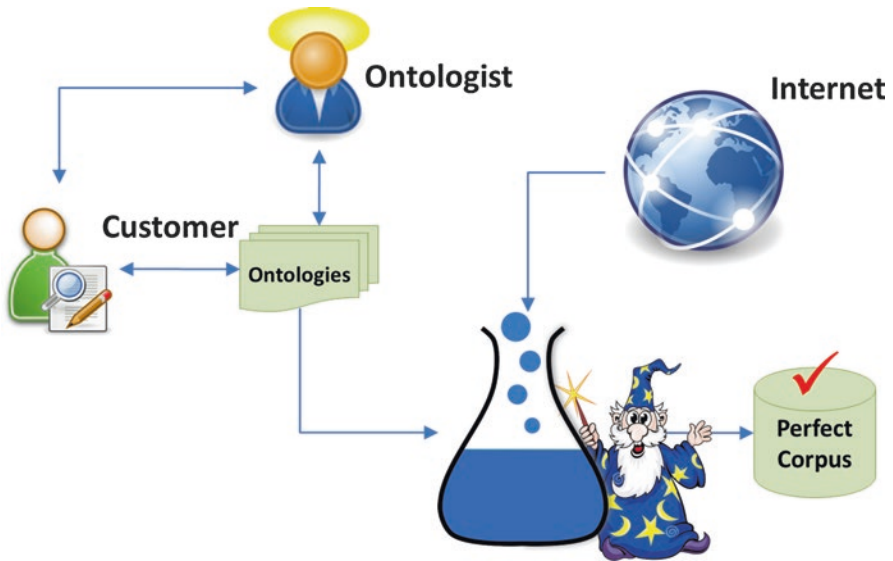 Ontologist
Internet
Customer
Ontologies
Perfect
Corpus